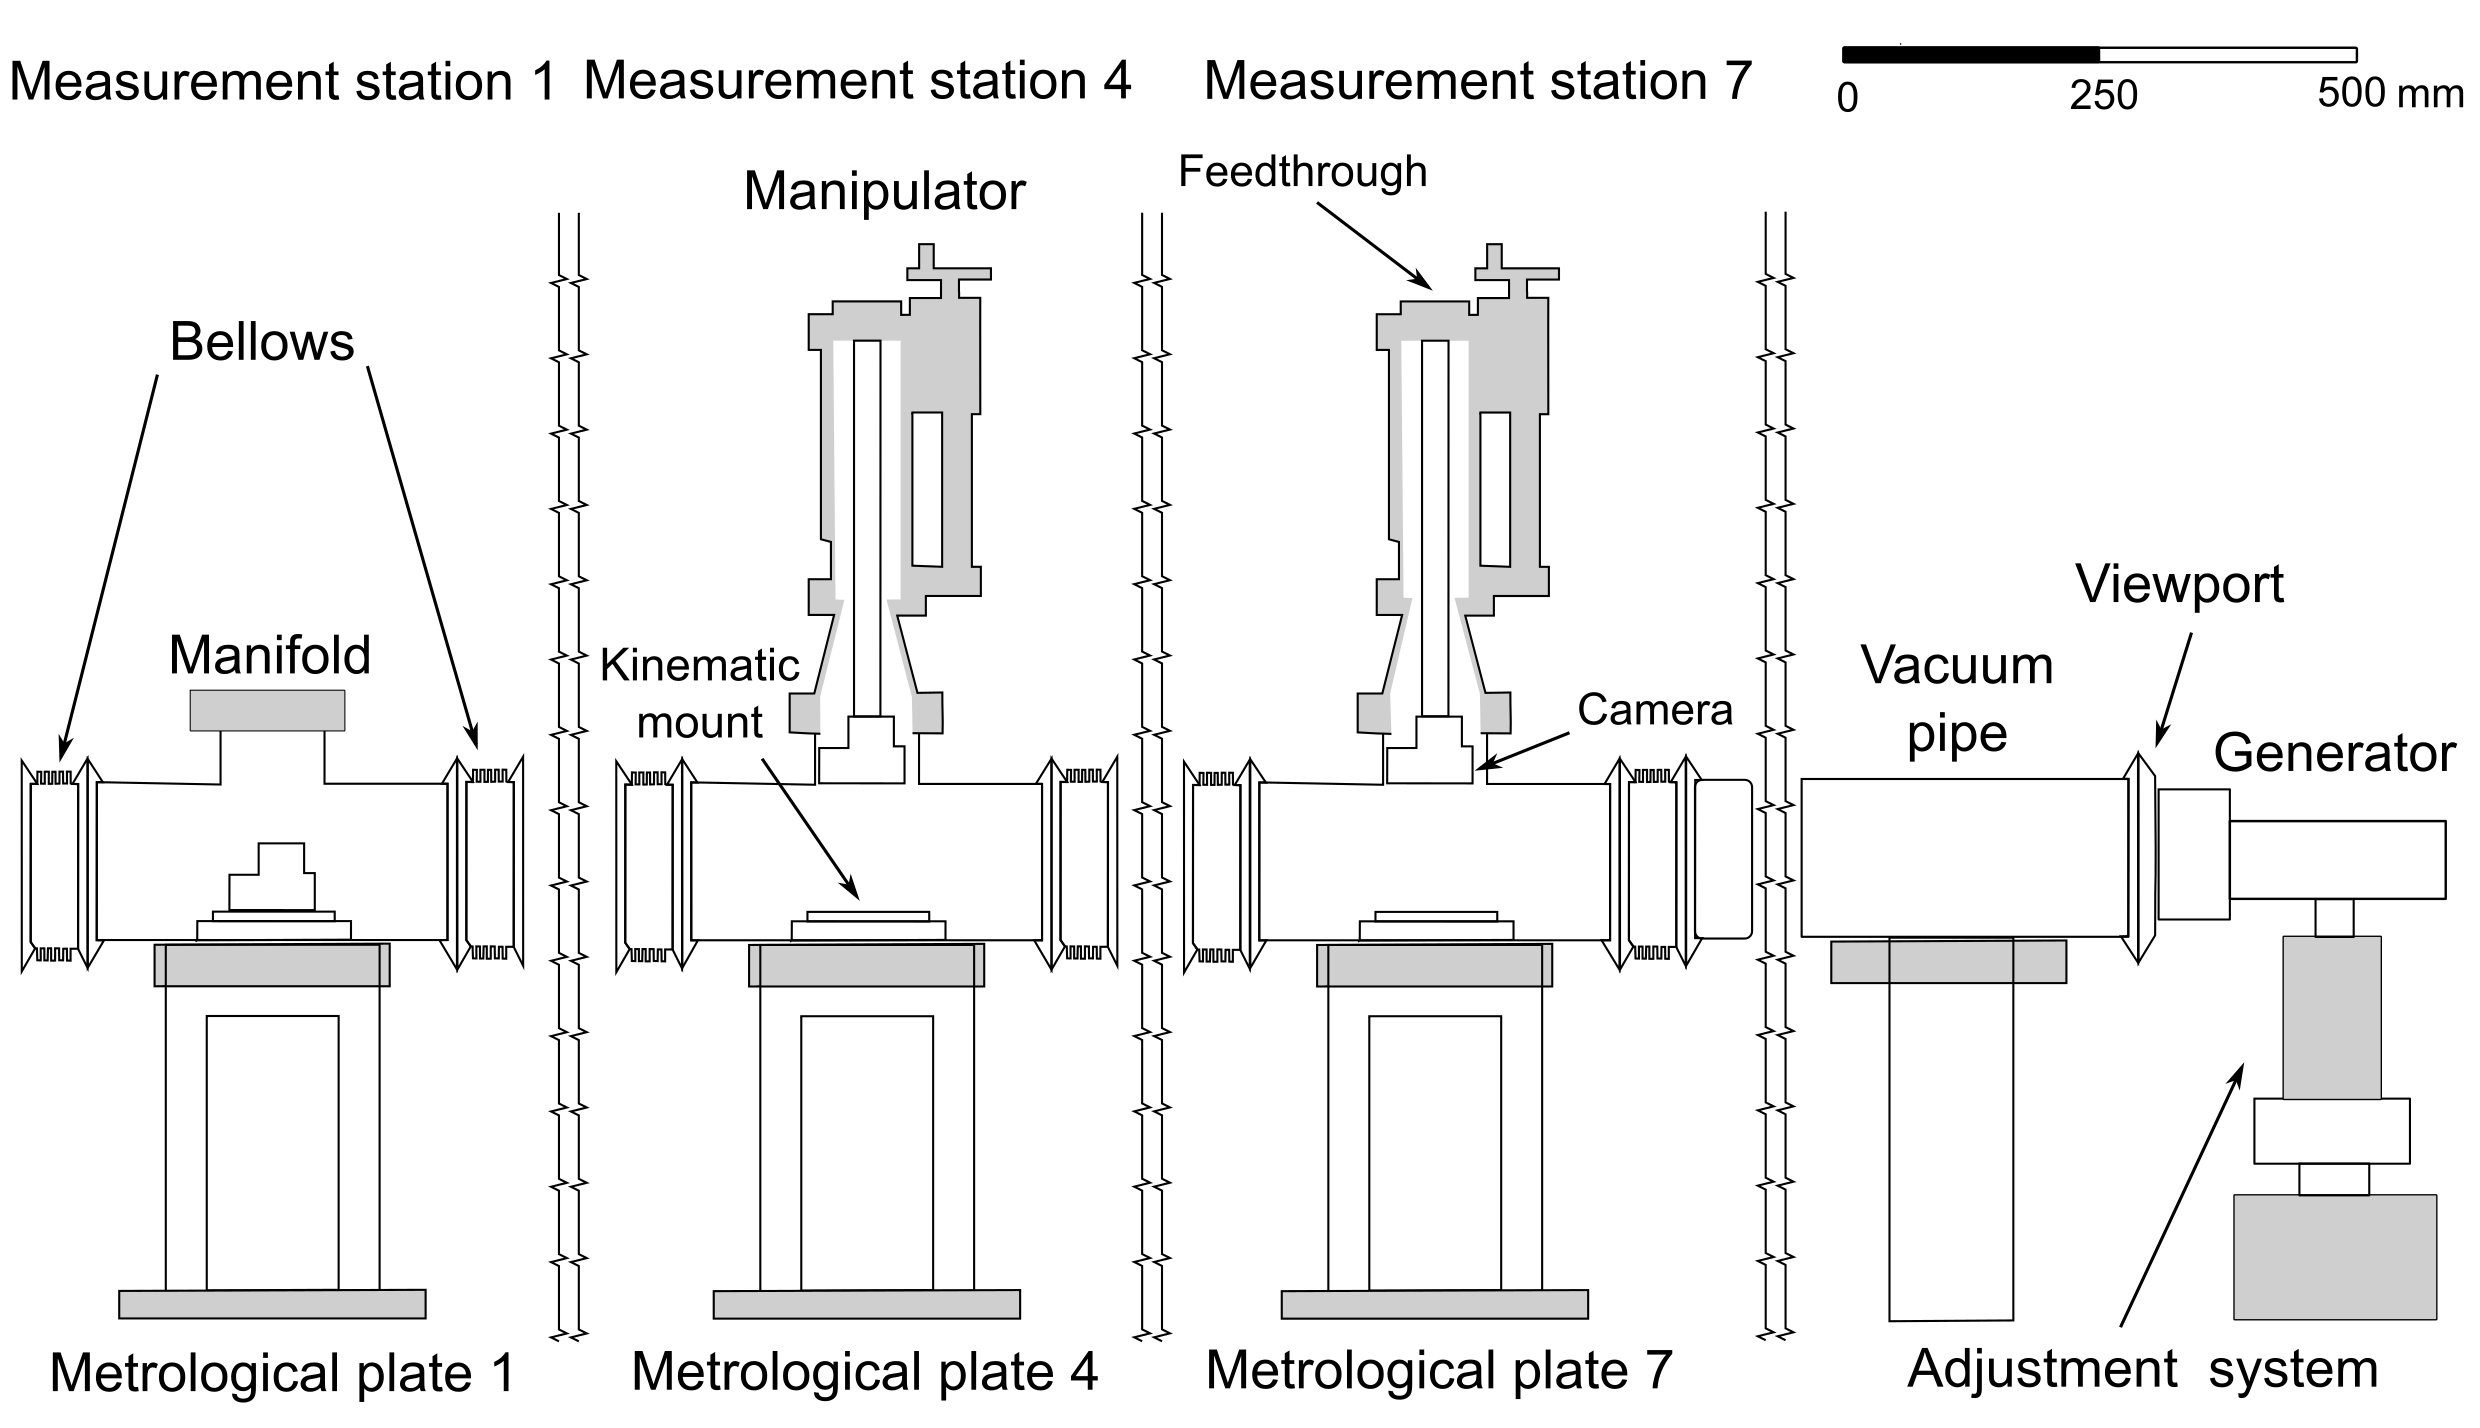 Measurement station 1
Measurement station 4
Measurement station 7
0
250
500 mm
Manipulator
Feedthrough
Bellows
Manifold
Kinematic
mount
Camera
Viewport
Vacuum
pipe
Generator
Metrological plate 1
Metrological plate 4
Metrological plate 7
Adjustment system